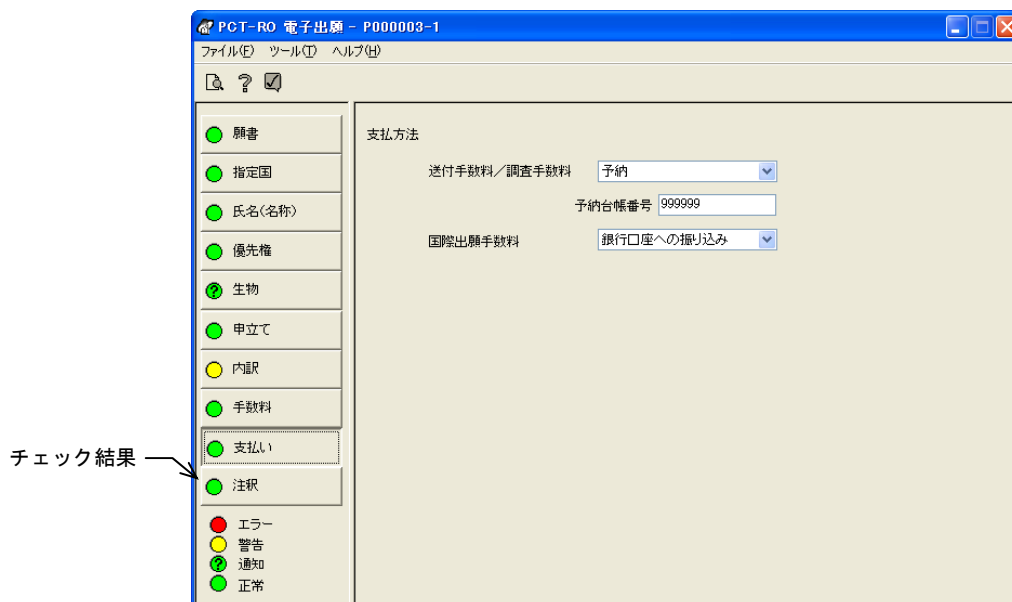 PCT-RO 電子出願 - P000003-1
ファイル(F) ツール(T) ヘルプ(H)
願書
指定国
氏名(名称)
優先権
生物
申立て
内訳
手数料
支払い
注釈
エラー
警告
通知
正常
チェック結果
支払方法
送付手数料／調査手数料 予納
予納台帳番号 999999
国際出願手数料 銀行口座への振り込み